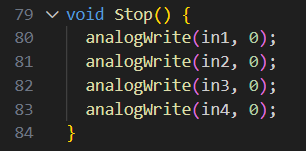 79 void Stop() {
80 analogWrite(in1, 0);
81 analogWrite(in2, 0);
82 analogWrite(in3, 0);
83 analogWrite(in4, 0);
84 }